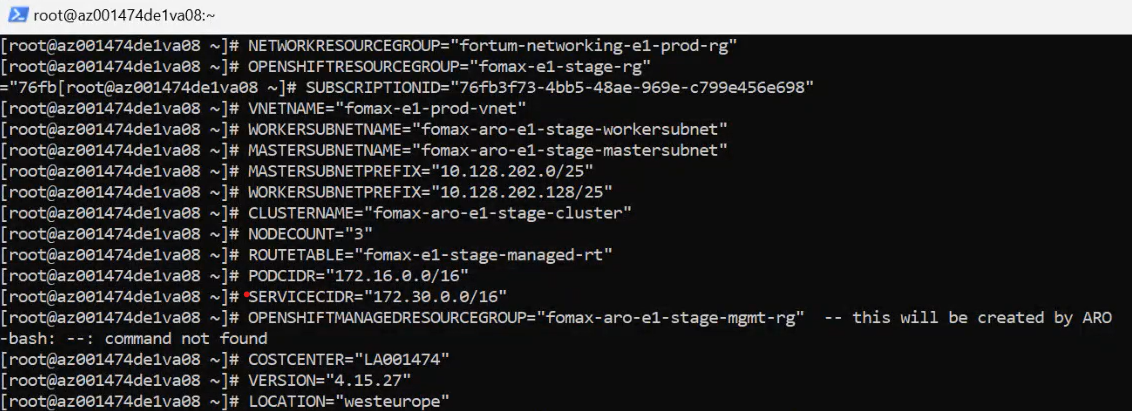 root@az001474de1va08:~
[root@az001474de1va08 ~]# NETWORKRESOURCEGROUP="fortum-networking-e1-prod-rg"
[root@az001474de1va08 ~]# OPENSHIFTRESOURCEGROUP="fomax-e1-stage-rg"
="76fb[root@az001474de1va08 ~]# SUBSCRIPTIONID="76fb3f73-4bb5-48ae-969e-c799e456e698"
[root@az001474de1va08 ~]# VNETNAME="fomax-e1-prod-vnet"
[root@az001474de1va08 ~]# WORKERSUBNETNAME="fomax-aro-e1-stage-workersubnet"
[root@az001474de1va08 ~]# MASTERSUBNETNAME="fomax-aro-e1-stage-mastersubnet"
[root@az001474de1va08 ~]# MASTERSUBNETPREFIX="10.128.202.0/25"
[root@az001474de1va08 ~]# WORKERSUBNETPREFIX="10.128.202.128/25"
[root@az001474de1va08 ~]# CLUSTERNAME="fomax-aro-e1-stage-cluster"
[root@az001474de1va08 ~]# NODECOUNT="3"
[root@az001474de1va08 ~]# ROUTETABLE="fomax-e1-stage-managed-rt"
[root@az001474de1va08 ~]# PODCIDR="172.16.0.0/16"
[root@az001474de1va08 ~]# SERVICECIDR="172.30.0.0/16"
[root@az001474de1va08 ~]# OPENSHIFTMANAGEDRESOURCEGROUP="fomax-aro-e1-stage-mgmt-rg"  -- this will be created by ARO
-bash: --: command not found
[root@az001474de1va08 ~]# COSTCENTER="LA001474"
[root@az001474de1va08 ~]# VERSION="4.15.27"
[root@az001474de1va08 ~]# LOCATION="westeurope"